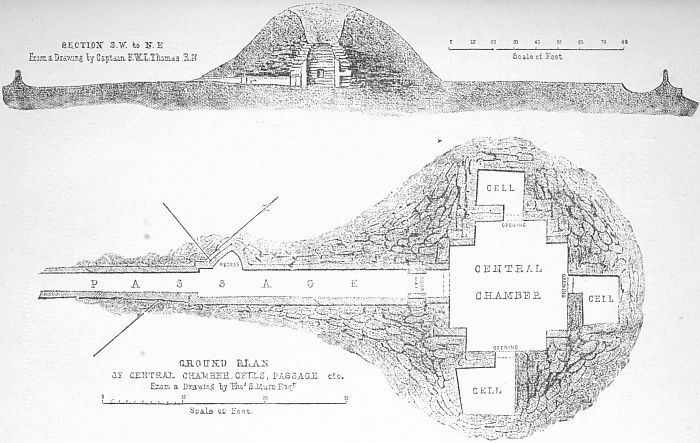 SECTION S.W. to N.E
From a Drawing by Captain F.W.L. Thomas R.N
0 10 20 30 40 50 60 70 80
Scale of Feet.
CELL
OPENING
RECESS
PASSAGE
CENTRAL
CHAMBER
OPENING
CELL
OPENING
CELL
GROUND PLAN
OF CENTRAL CHAMBER, CELLS, PASSAGE etc.
From a Drawing by Thos. S. Muir Esqr.
0 10 20 30
Scale of Feet.